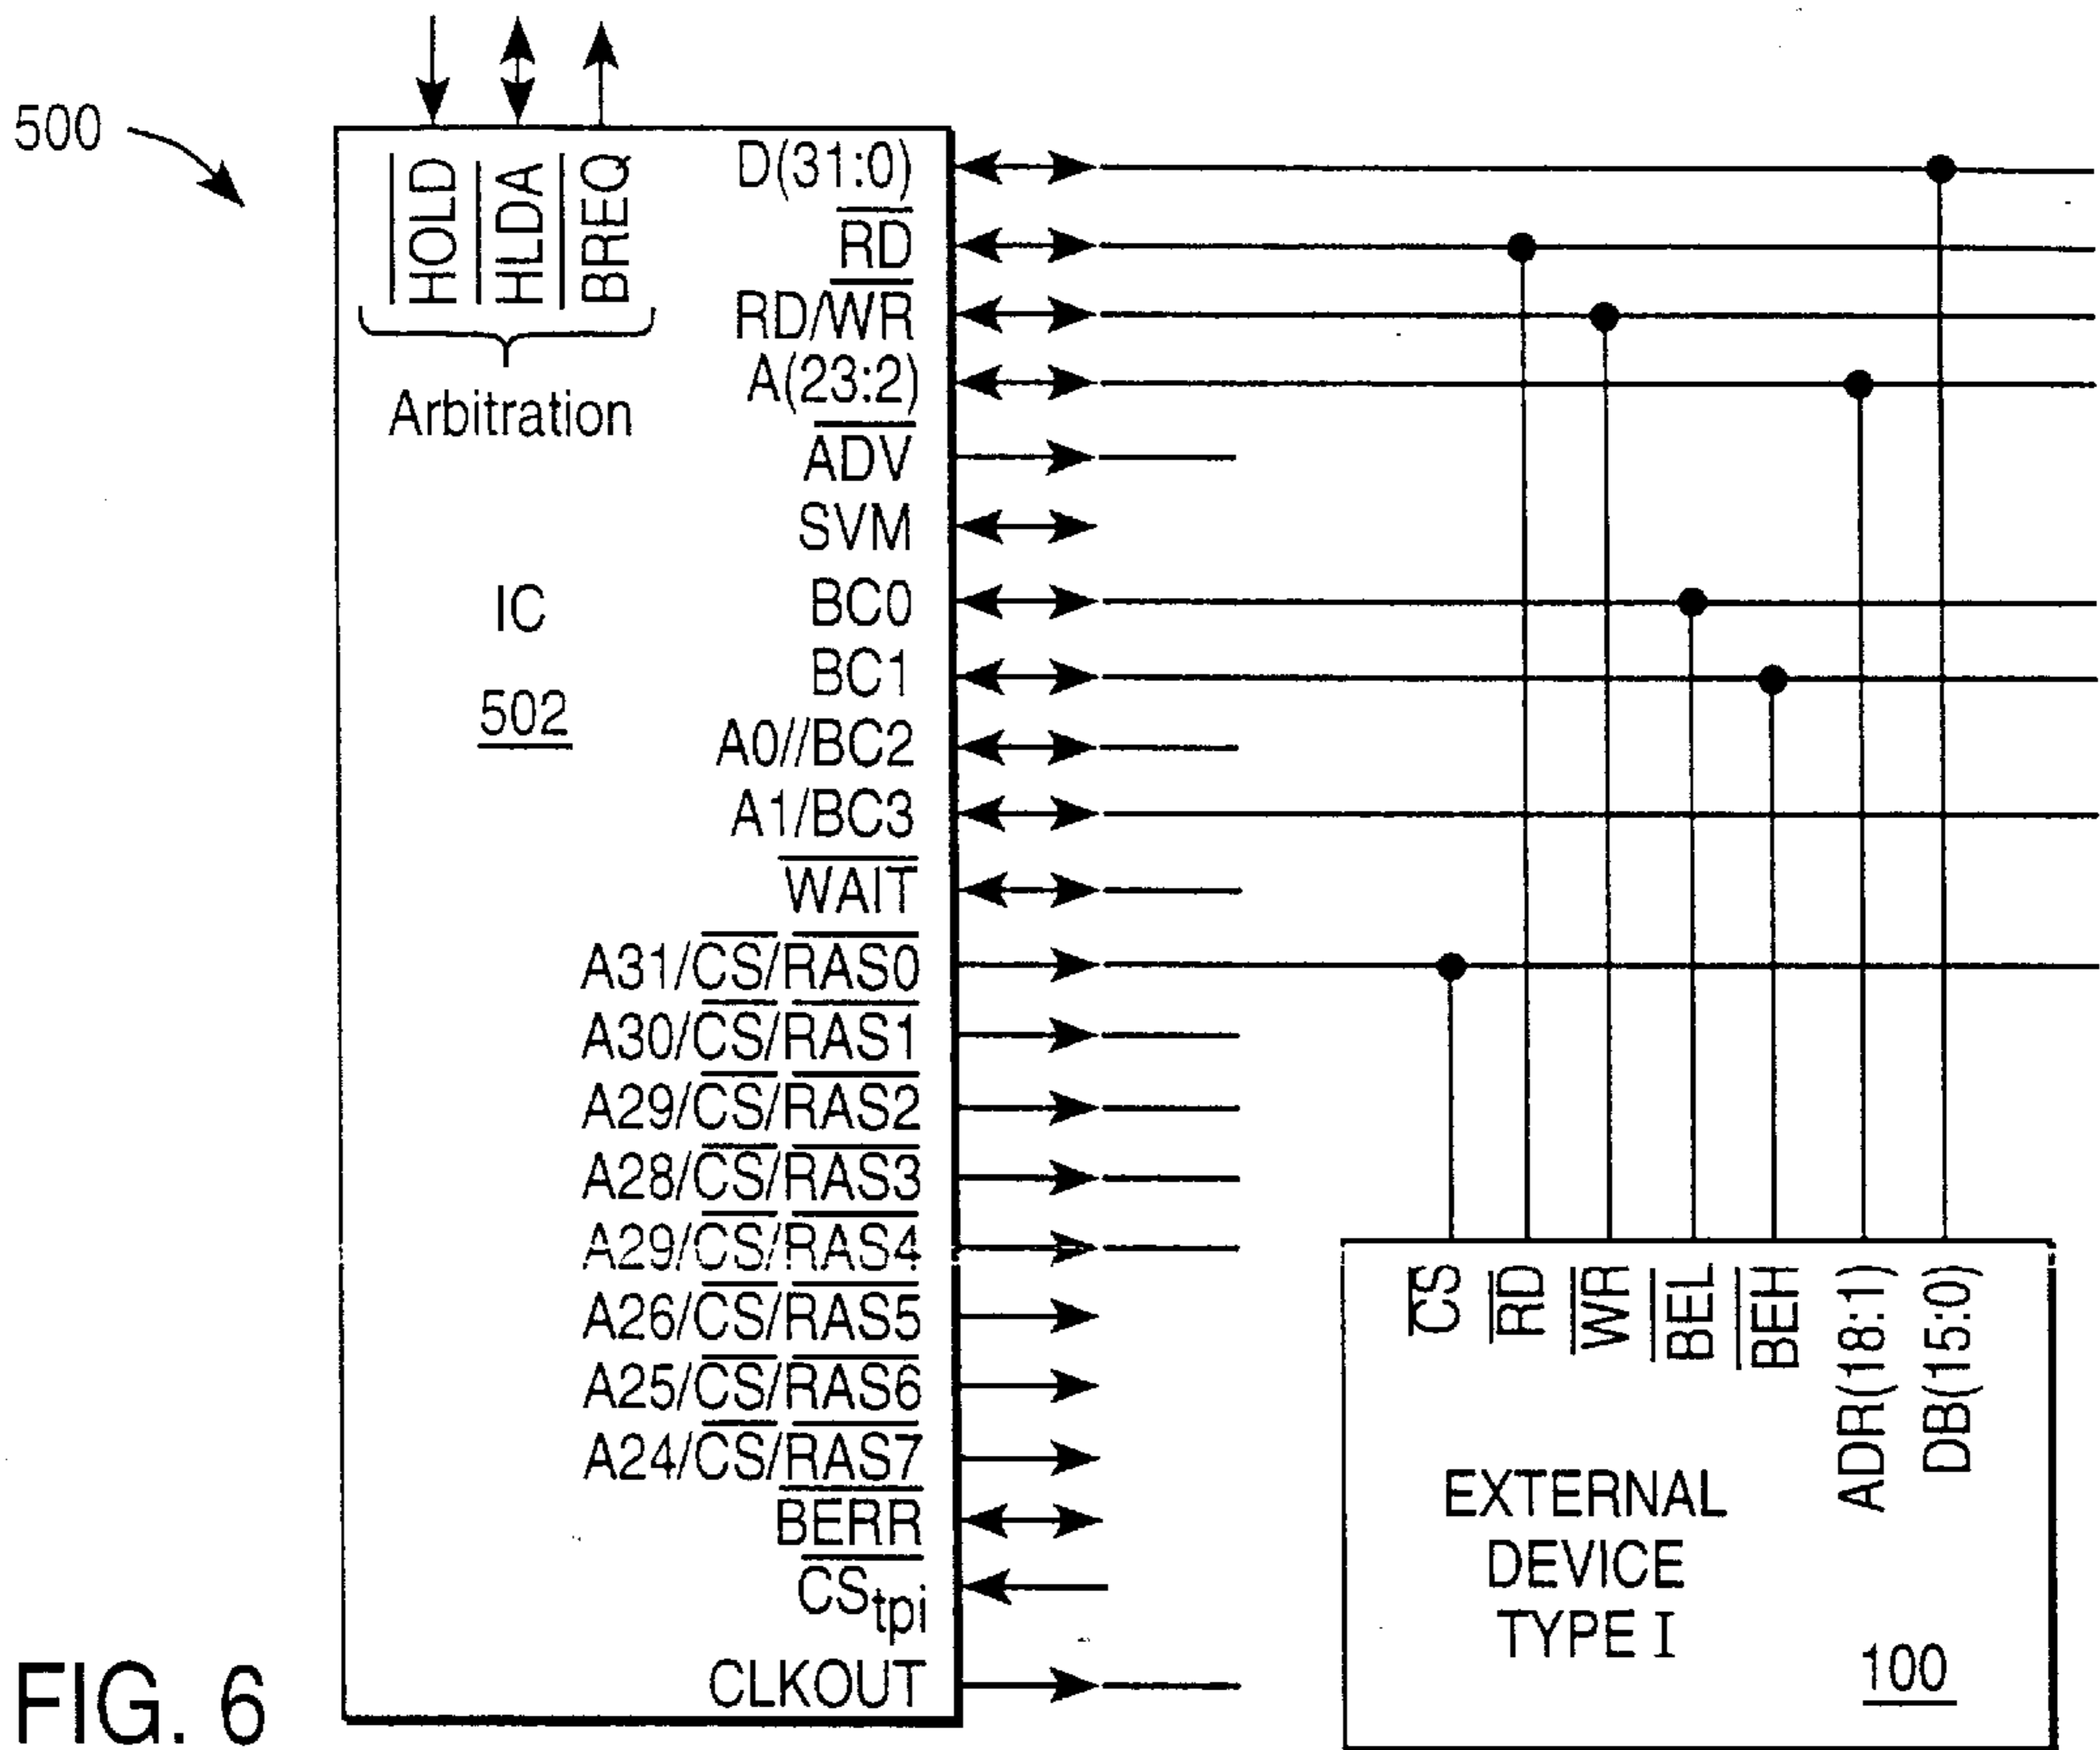 500
HOLD
HLDA
BREQ
Arbitration
IC
502
D(31:0)
RD
RD/WR
A(23:2)
ADV
SVM
BC0
BC1
A0//BC2
A1/BC3
WAIT
A31/CS/RAS0
A30/CS/RAS1
A29/CS/RAS2
A28/CS/RAS3
A29/CS/RAS4
A26/CS/RAS5
A25/CS/RAS6
A24/CS/RAS7
BERR
CStpi
CLKOUT
CS
RD
WR
BEL
BEH
ADR(18:1)
DB(15:0)
EXTERNAL
DEVICE
TYPE I
100
FIG. 6